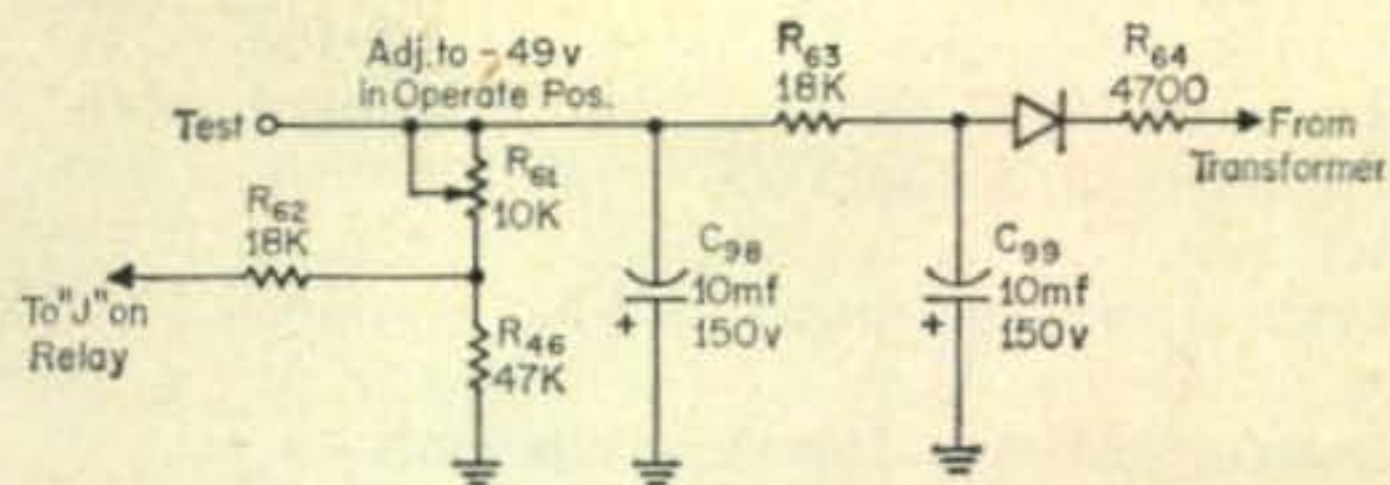 Adj. to -49v
in Operate Pos.
Test
R63
18K
R64
4700
From
Transformer
R61
10K
R62
18K
To "J" on
Relay
R46
47K
C98
10mf
150v
+
C99
10mf
150v
+